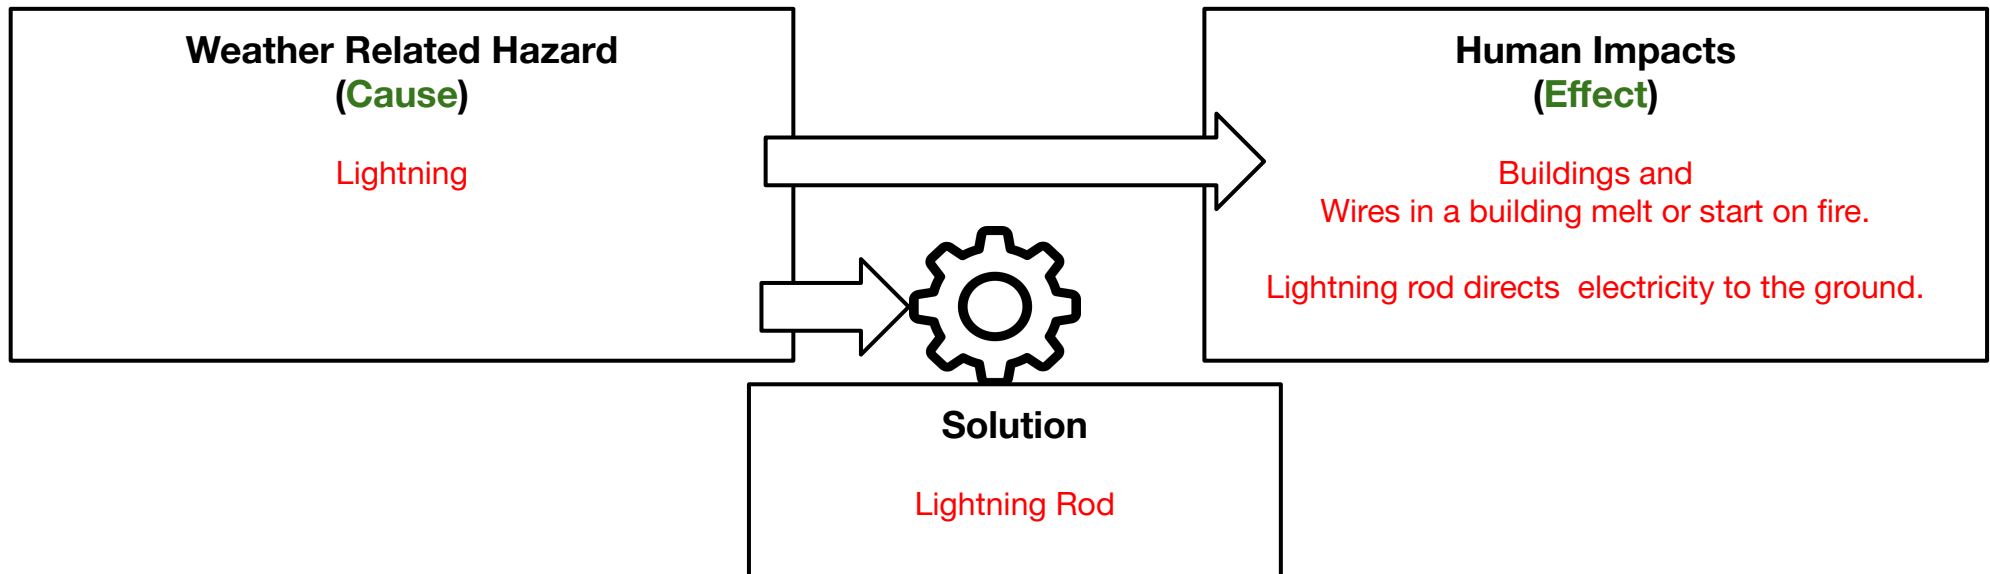 Weather Related Hazard
(Cause)
Lightning
Human Impacts
(Effect)
Buildings and
Wires in a building melt or start on fire.
Lightning rod directs  electricity to the ground.
Solution
Lightning Rod